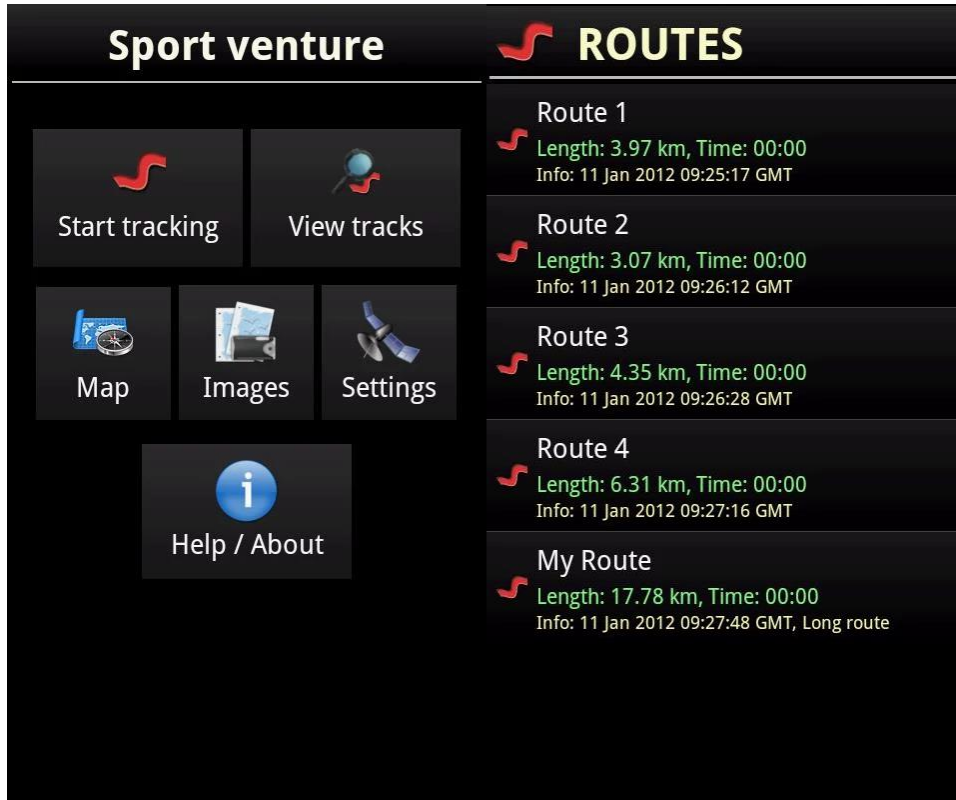 Sport venture
Start tracking
View tracks
Map
Images
Settings
i
Help / About
ROUTES
Route 1
Length: 3.97 km, Time: 00:00
Info: 11 Jan 2012 09:25:17 GMT
Route 2
Length: 3.07 km, Time: 00:00
Info: 11 Jan 2012 09:26:12 GMT
Route 3
Length: 4.35 km, Time: 00:00
Info: 11 Jan 2012 09:26:28 GMT
Route 4
Length: 6.31 km, Time: 00:00
Info: 11 Jan 2012 09:27:16 GMT
My Route
Length: 17.78 km, Time: 00:00
Info: 11 Jan 2012 09:27:48 GMT, Long route